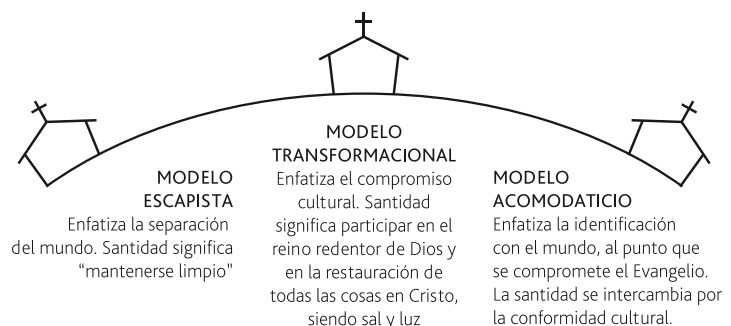 MODELO
ESCAPISTA
Enfatiza la separación
del mundo. Santidad significa
“mantenerse limpio”
MODELO
TRANSFORMACIONAL
Enfatiza el compromiso
cultural. Santidad
significa participar en el
reino redentor de Dios y
en la restauración de
todas las cosas en Cristo,
siendo sal y luz
MODELO
ACOMODATICIO
Enfatiza la identificación
con el mundo, al punto que
se compromete el Evangelio.
La santidad se intercambia por
la conformidad cultural.